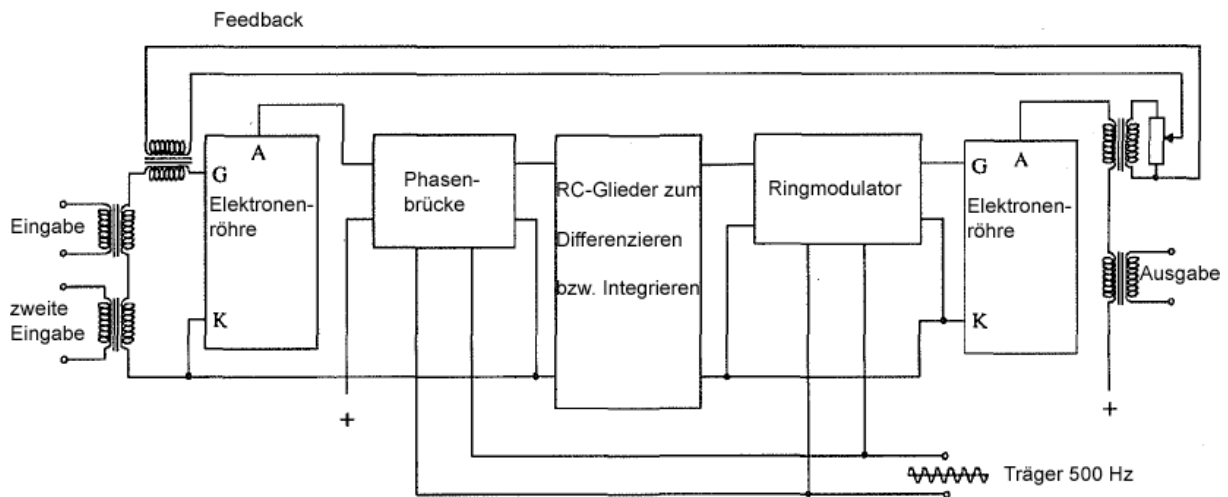 Feedback
A
G
Elektronen-
röhre
K
Eingabe
zweite
Eingabe
+
Phasen-
brücke
RC-Glieder zum
Differenzieren
bzw. Integrieren
Ringmodulator
A
G
Elektronen-
röhre
K
Ausgabe
+
Träger 500 Hz